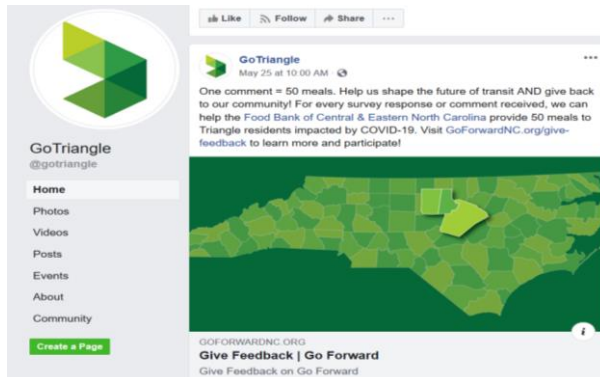 Like Follow Share ...
GoTriangle
May 25 at 10:00 AM ·
One comment = 50 meals. Help us shape the future of transit AND give back
to our community! For every survey response or comment received, we can
help the Food Bank of Central & Eastern North Carolina provide 50 meals to
Triangle residents impacted by COVID-19. Visit GoForwardNC.org/give-
feedback to learn more and participate!
GoTriangle
@gotriangle
Home
Photos
Videos
Posts
Events
About
Community
Create a Page
i
GOFORWARDNC.ORG
Give Feedback | Go Forward
Give Feedback on Go Forward